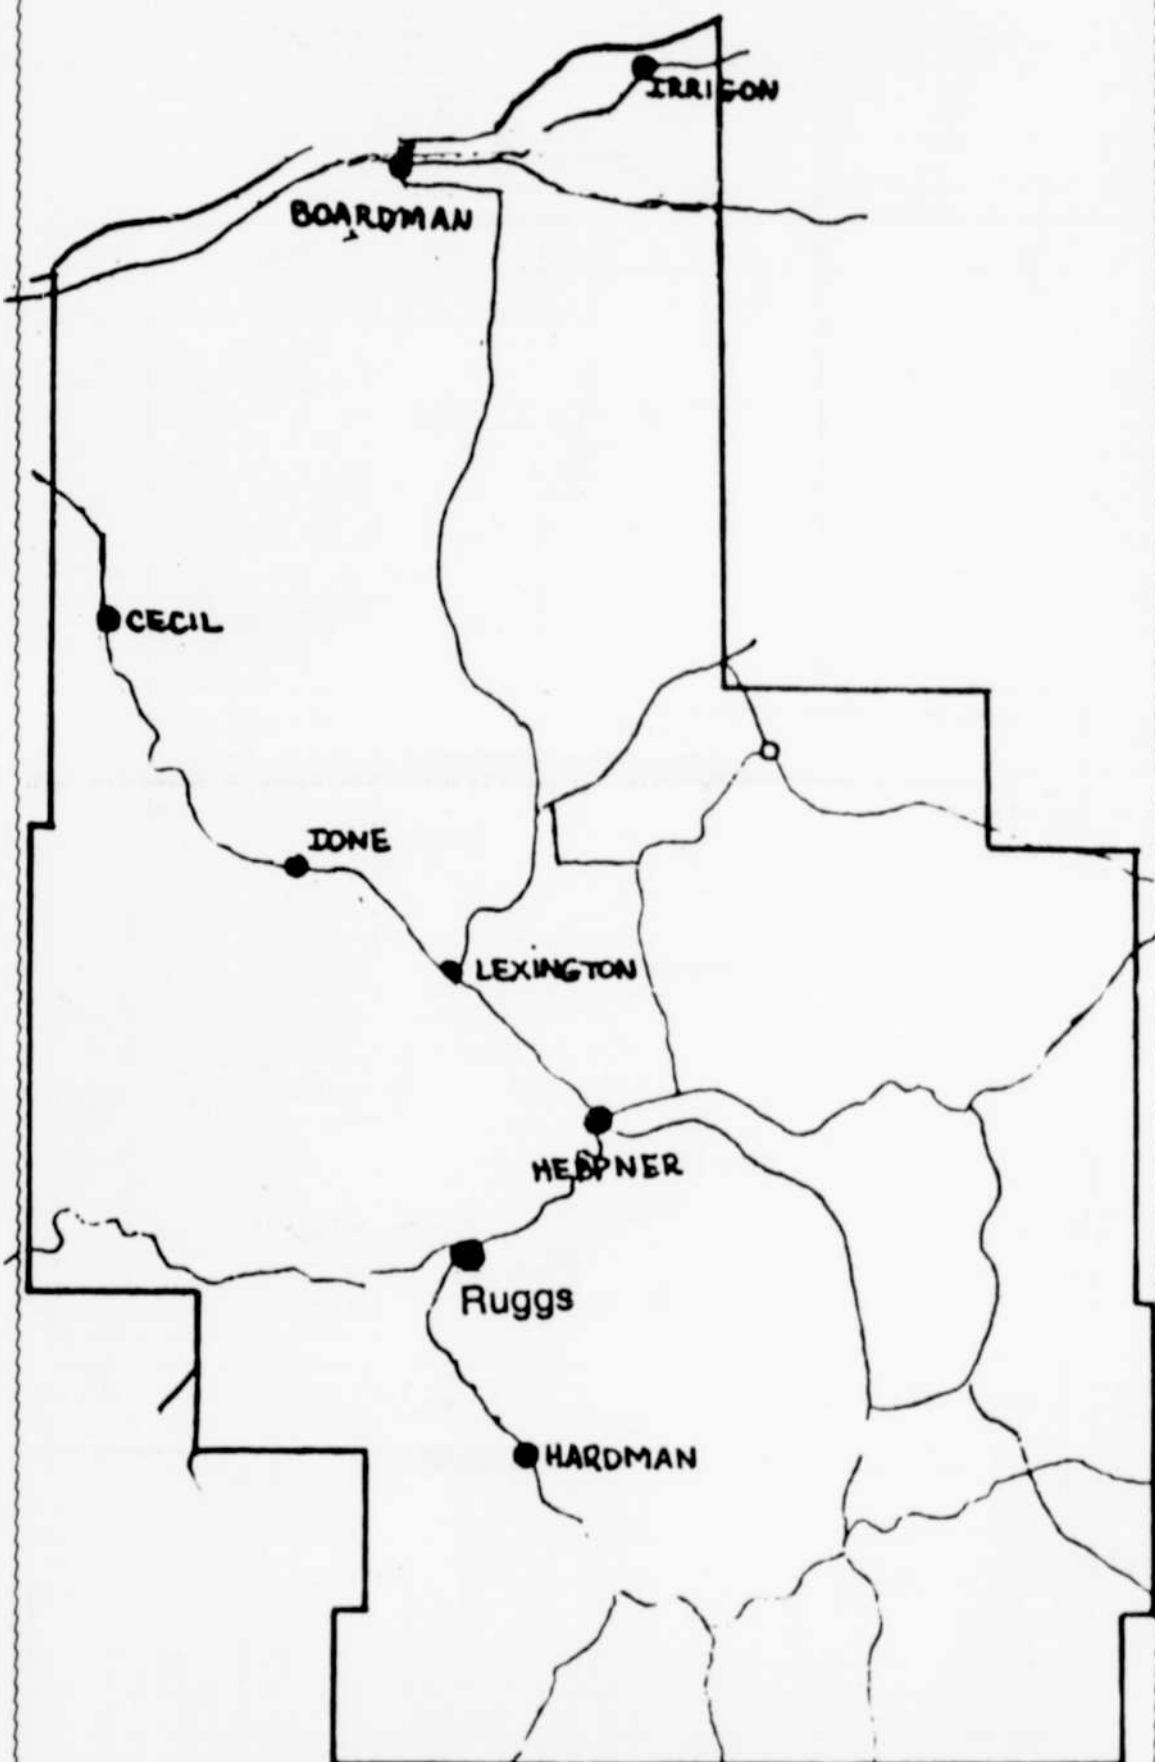 IRRIGON
BOARDMAN
CECIL
IONE
LEXINGTON
HEPPNER
Ruggs
HARDMAN